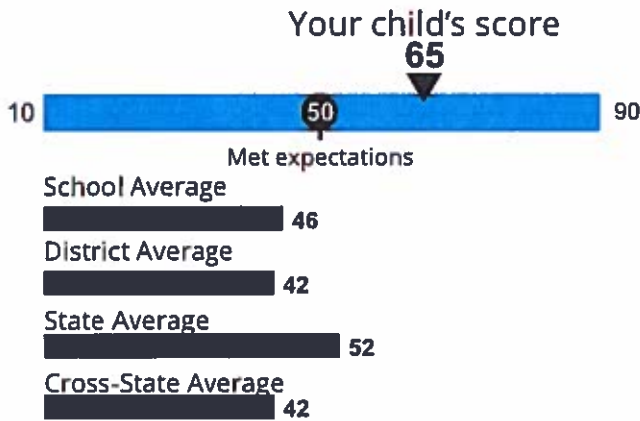 Your child's score
65
10 50 90
Met expectations
School Average
46
District Average
42
State Average
52
Cross-State Average
42